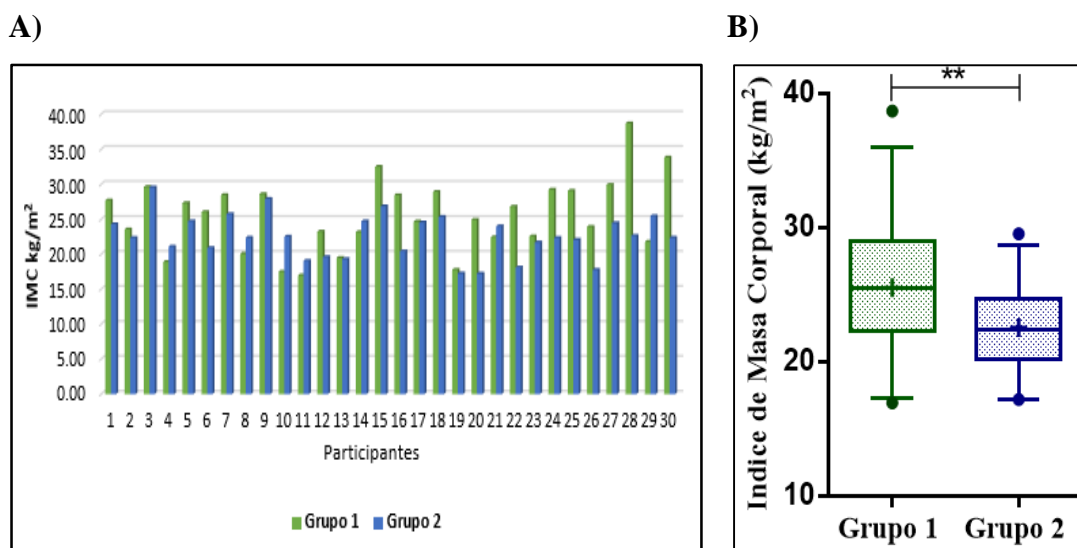 A)
B)
IMC kg/m²
40.00
35.00
30.00
25.00
20.00
15.00
10.00
5.00
0.00
1 2 3 4 5 6 7 8 9 10 11 12 13 14 15 16 17 18 19 20 21 22 23 24 25 26 27 28 29 30
Participantes
Grupo 1 Grupo 2
**
Indice de Masa Corporal (kg/m²)
40
30
20
10
Grupo 1 Grupo 2